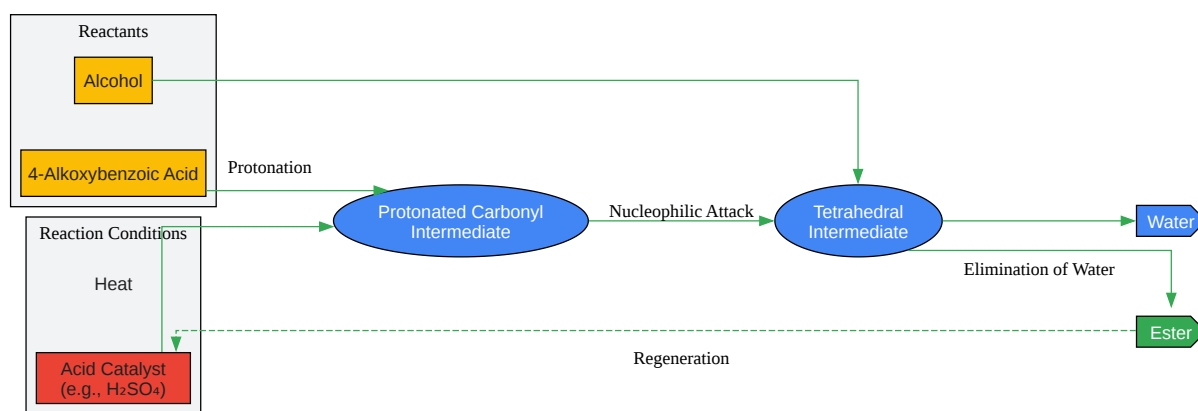 Reactants
Alcohol
4-Alkoxybenzoic Acid
Protonation
Reaction Conditions
Heat
Acid Catalyst
(e.g., H₂SO₄)
Protonated Carbonyl
Intermediate
Nucleophilic Attack
Tetrahedral
Intermediate
Water
Elimination of Water
Ester
Regeneration